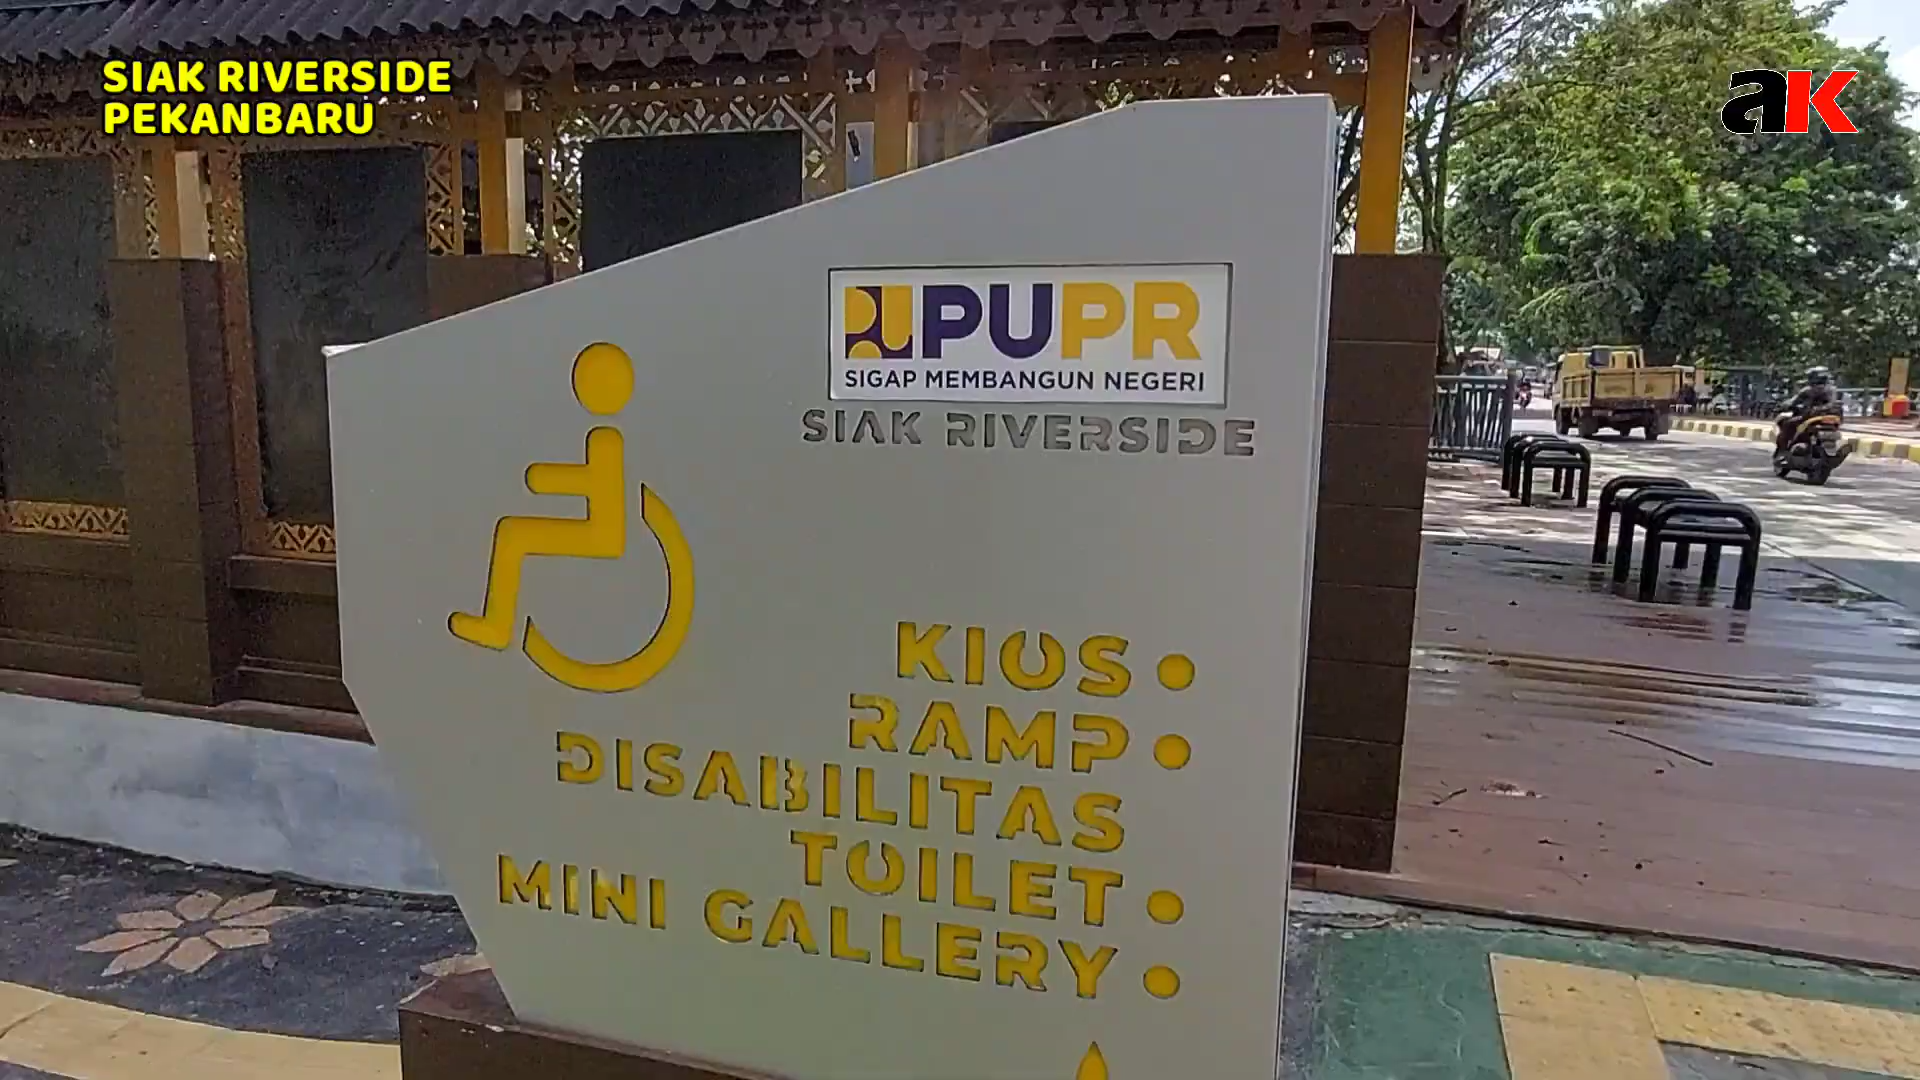 SIAK RIVERSIDE
PEKANBARU
aK
PUPR
SIGAP MEMBANGUN NEGERI
SIAK RIVERSIDE
KIOS
RAMP
DISABILITAS
TOILET
MINI GALLERY